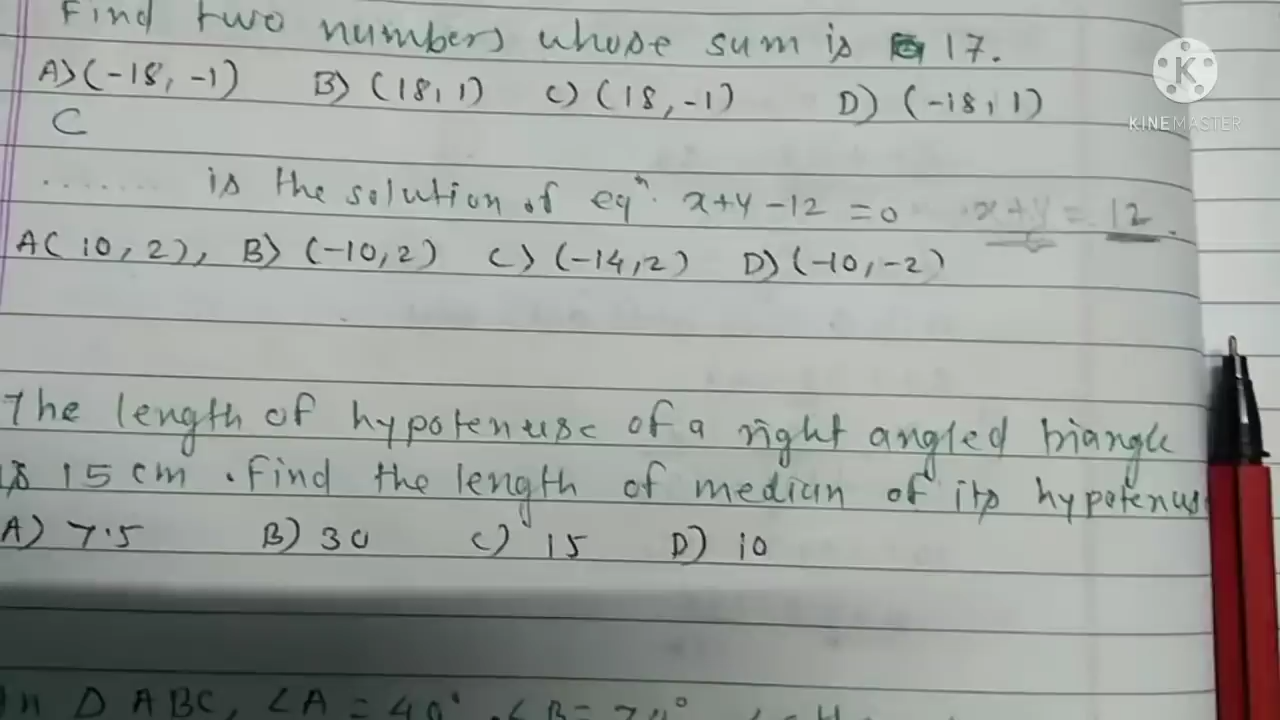 Find two numbers whose sum is 17.
A) (-18, -1) B) (18, 1) C) (18, -1) D) (-18, 1)
C
........ is the solution of eqⁿ. x+y-12=0 x+y = 12.
A( 10, 2), B) (-10, 2) C) (-14, 2) D) (-10, -2)
The length of hypotenuse of a right angled triangle
is 15 cm. Find the length of median of its hypotenus
A) 7.5 B) 30 C) 15 D) 10
In Δ ABC, ∠A = 40°, ∠B = 70°
K
KINEMASTER